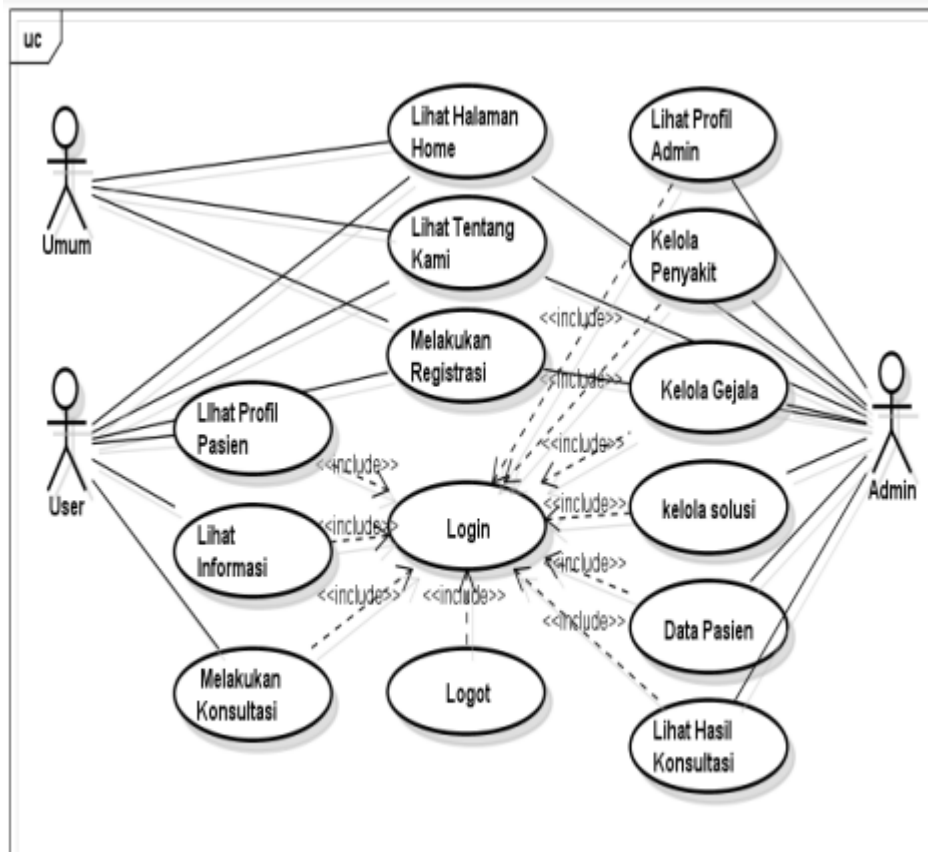 uc
Lihat Halaman
Home
Lihat Profil
Admin
Umum
Lihat Tentang
Kami
Kelola
Penyakit
<<include>>
Melakukan
Registrasi
<<include>>
Kelola Gejala
LIhat Profil
Pasien
<<include>>
<<include>>
User
Admin
Login
kelola solusi
<<include>>
Lihat
Informasi
<<include>>
<<include>>
<<include>>
<<include>>
<<include>>
Data Pasien
Melakukan
Konsultasi
Logot
Lihat Hasil
Konsultasi